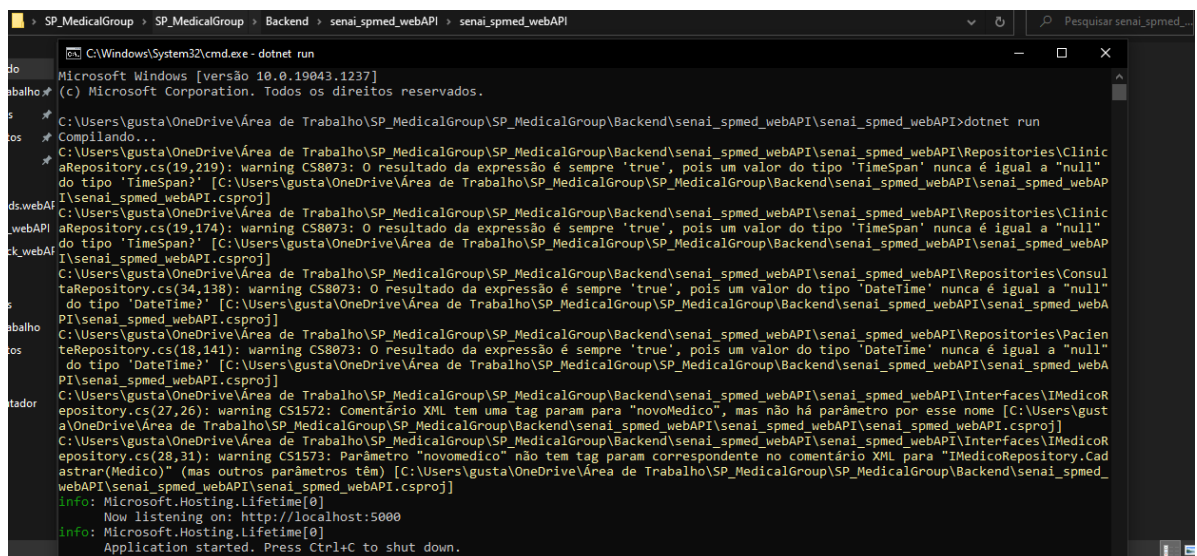 SP_MedicalGroup > SP_MedicalGroup > Backend > senai_spmed_webAPI > senai_spmed_webAPI
Pesquisar senai_spmed_...
C:\Windows\System32\cmd.exe - dotnet run
Microsoft Windows [versão 10.0.19043.1237]
(c) Microsoft Corporation. Todos os direitos reservados.
C:\Users\gusta\OneDrive\Área de Trabalho\SP_MedicalGroup\SP_MedicalGroup\Backend\senai_spmed_webAPI\senai_spmed_webAPI>dotnet run
Compilando...
C:\Users\gusta\OneDrive\Área de Trabalho\SP_MedicalGroup\SP_MedicalGroup\Backend\senai_spmed_webAPI\senai_spmed_webAPI\Repositories\Clinic
aRepository.cs(19,219): warning CS8073: O resultado da expressão é sempre 'true', pois um valor do tipo 'TimeSpan' nunca é igual a "null"
do tipo 'TimeSpan?' [C:\Users\gusta\OneDrive\Área de Trabalho\SP_MedicalGroup\SP_MedicalGroup\Backend\senai_spmed_webAPI\senai_spmed_webAP
I\senai_spmed_webAPI.csproj]
C:\Users\gusta\OneDrive\Área de Trabalho\SP_MedicalGroup\SP_MedicalGroup\Backend\senai_spmed_webAPI\senai_spmed_webAPI\Repositories\Clinic
aRepository.cs(19,174): warning CS8073: O resultado da expressão é sempre 'true', pois um valor do tipo 'TimeSpan' nunca é igual a "null"
do tipo 'TimeSpan?' [C:\Users\gusta\OneDrive\Área de Trabalho\SP_MedicalGroup\SP_MedicalGroup\Backend\senai_spmed_webAPI\senai_spmed_webAP
I\senai_spmed_webAPI.csproj]
C:\Users\gusta\OneDrive\Área de Trabalho\SP_MedicalGroup\SP_MedicalGroup\Backend\senai_spmed_webAPI\senai_spmed_webAPI\Repositories\Consul
taRepository.cs(34,138): warning CS8073: O resultado da expressão é sempre 'true', pois um valor do tipo 'DateTime' nunca é igual a "null"
do tipo 'DateTime?' [C:\Users\gusta\OneDrive\Área de Trabalho\SP_MedicalGroup\SP_MedicalGroup\Backend\senai_spmed_webAPI\senai_spmed_webA
PI\senai_spmed_webAPI.csproj]
C:\Users\gusta\OneDrive\Área de Trabalho\SP_MedicalGroup\SP_MedicalGroup\Backend\senai_spmed_webAPI\senai_spmed_webAPI\Repositories\Pacien
teRepository.cs(18,141): warning CS8073: O resultado da expressão é sempre 'true', pois um valor do tipo 'DateTime' nunca é igual a "null"
do tipo 'DateTime?' [C:\Users\gusta\OneDrive\Área de Trabalho\SP_MedicalGroup\SP_MedicalGroup\Backend\senai_spmed_webAPI\senai_spmed_webA
PI\senai_spmed_webAPI.csproj]
C:\Users\gusta\OneDrive\Área de Trabalho\SP_MedicalGroup\SP_MedicalGroup\Backend\senai_spmed_webAPI\senai_spmed_webAPI\Interfaces\IMedicoR
epository.cs(27,26): warning CS1572: Comentário XML tem uma tag param para "novoMedico", mas não há parâmetro por esse nome [C:\Users\gust
a\OneDrive\Área de Trabalho\SP_MedicalGroup\SP_MedicalGroup\Backend\senai_spmed_webAPI\senai_spmed_webAPI\senai_spmed_webAPI.csproj]
C:\Users\gusta\OneDrive\Área de Trabalho\SP_MedicalGroup\SP_MedicalGroup\Backend\senai_spmed_webAPI\senai_spmed_webAPI\Interfaces\IMedicoR
epository.cs(28,31): warning CS1573: Parâmetro "novomedico" não tem tag param correspondente no comentário XML para "IMedicoRepository.Cad
astrar(Medico)" (mas outros parâmetros têm) [C:\Users\gusta\OneDrive\Área de Trabalho\SP_MedicalGroup\SP_MedicalGroup\Backend\senai_spmed_
webAPI\senai_spmed_webAPI\senai_spmed_webAPI.csproj]
info: Microsoft.Hosting.Lifetime[0]
Now listening on: http://localhost:5000
info: Microsoft.Hosting.Lifetime[0]
Application started. Press Ctrl+C to shut down.
do
abalho
s
tos
ds.webAF
_webAPI
ck_webAF
s
abalho
tos
utador